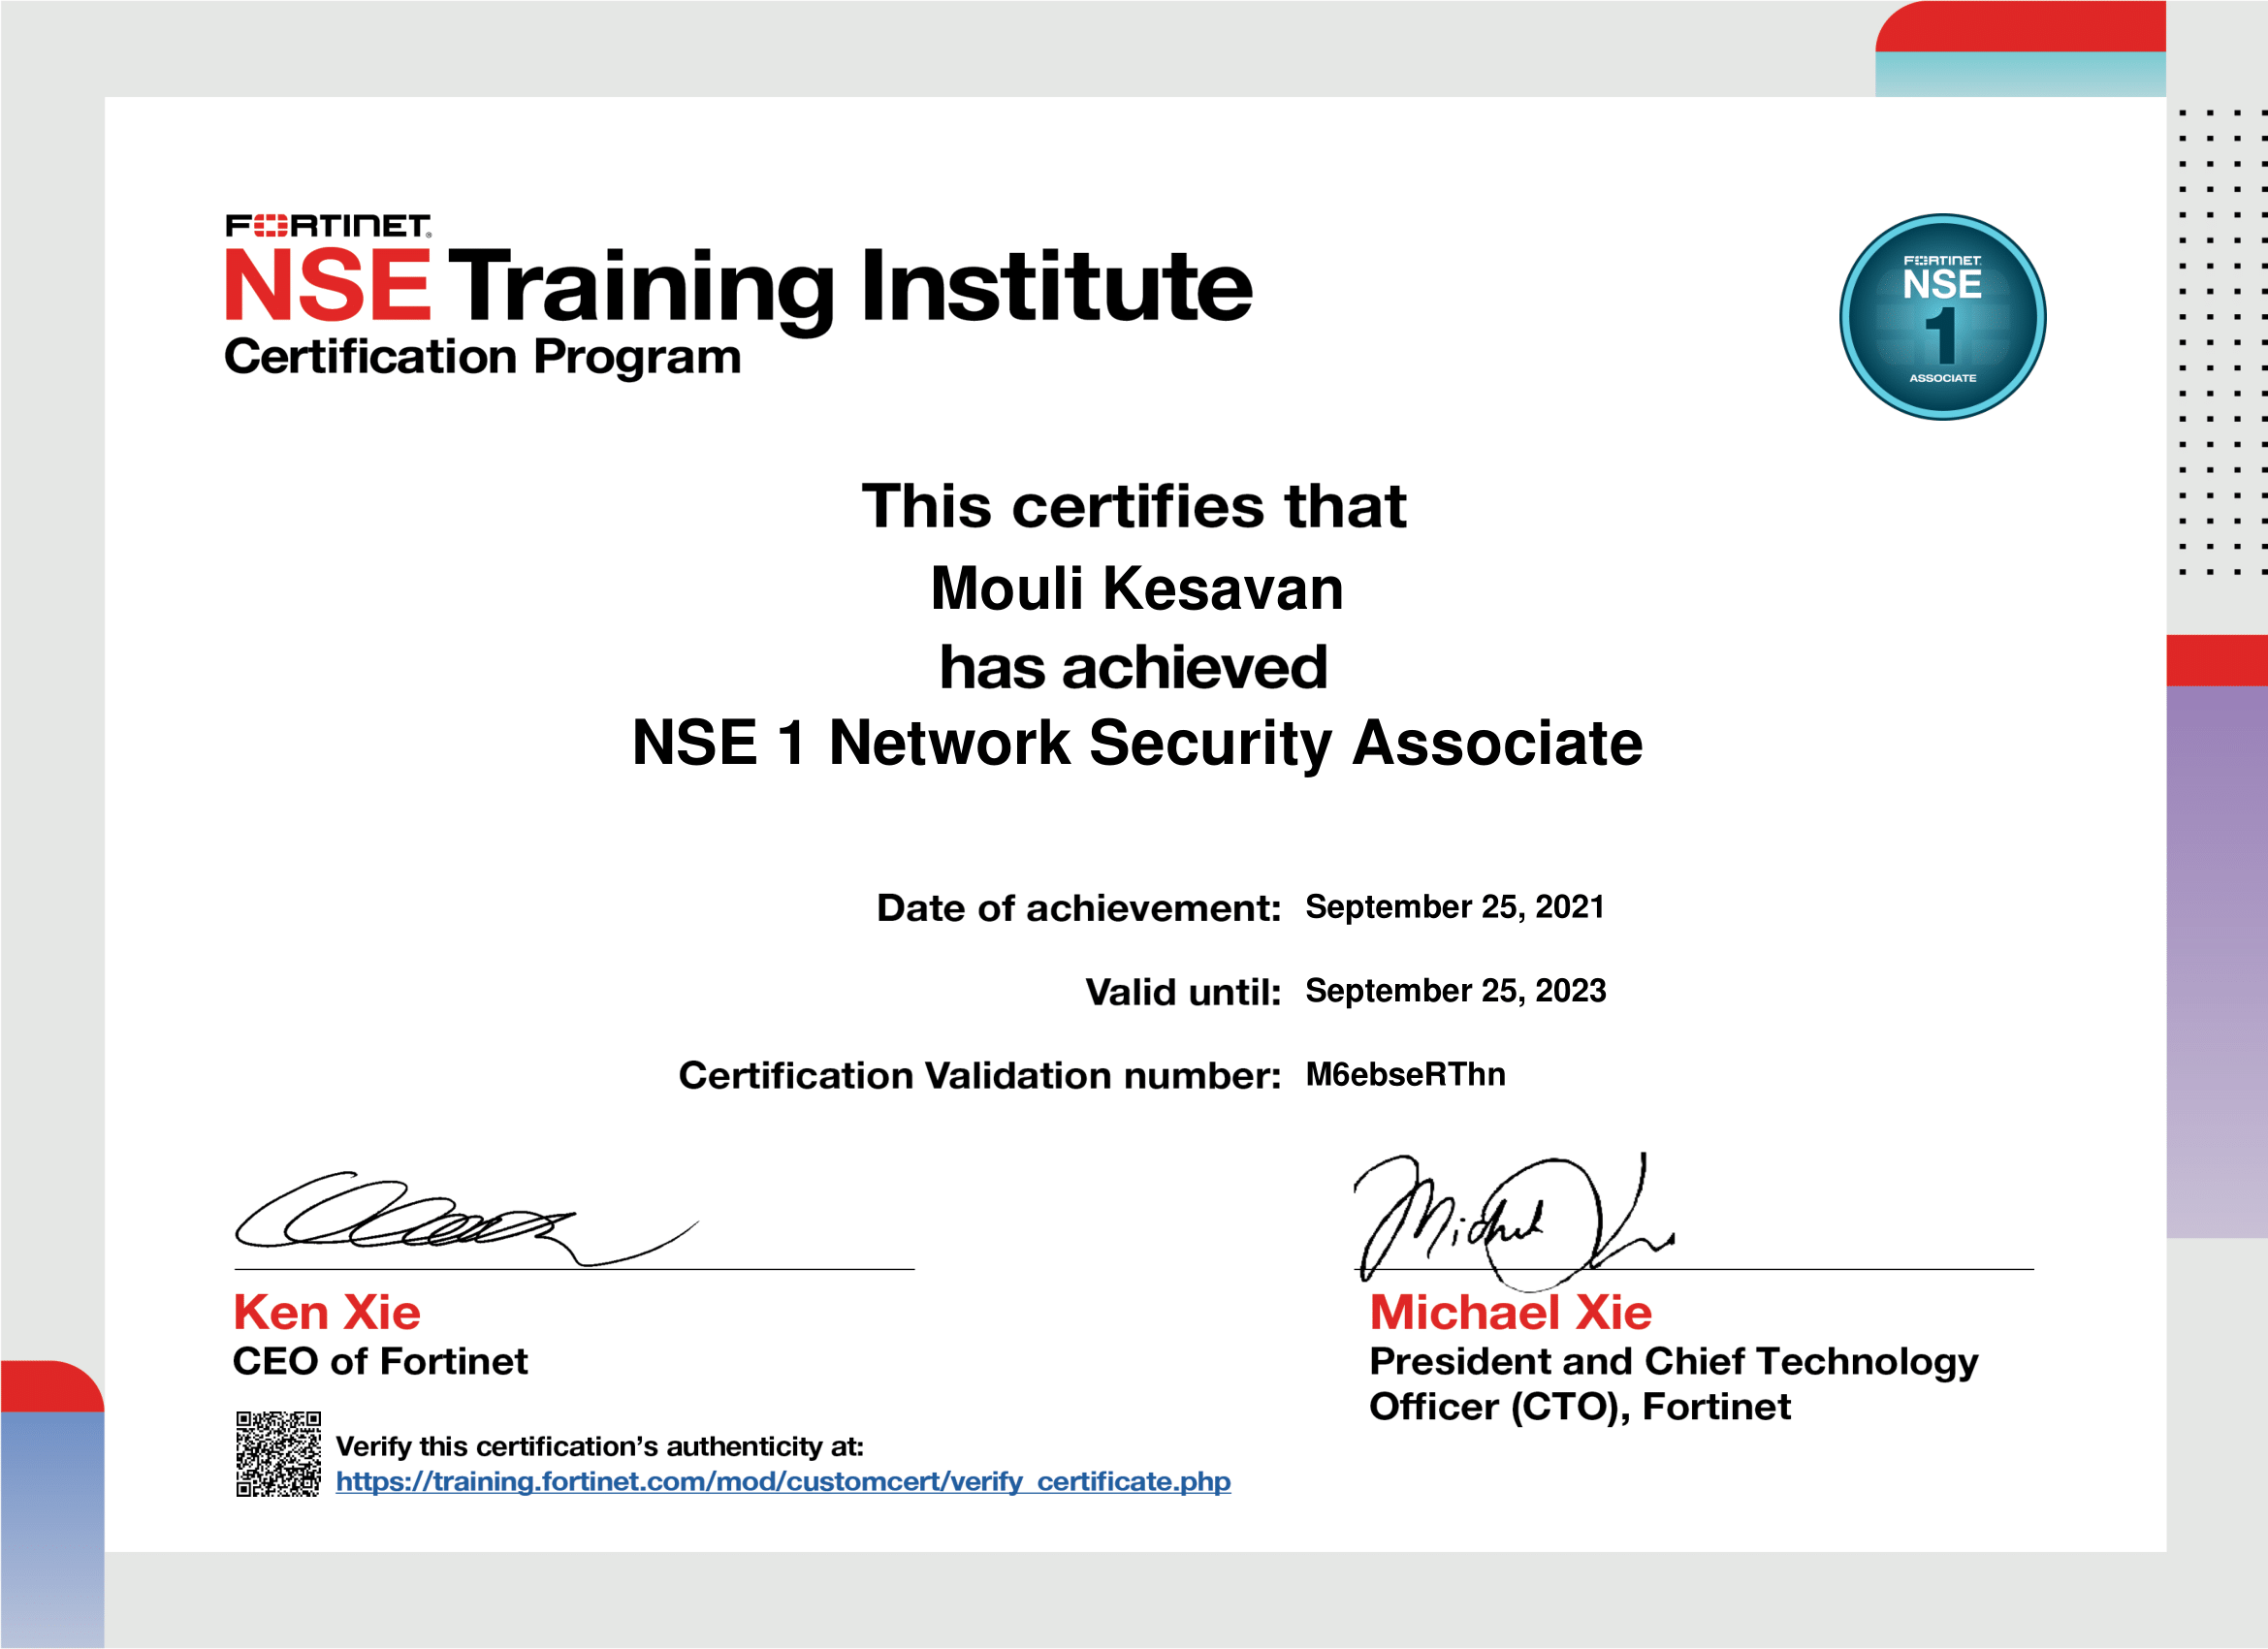 FORTINET®
NSE Training Institute
Certification Program
FORTINET
NSE
1
ASSOCIATE
This certifies that
Mouli Kesavan
has achieved
NSE 1 Network Security Associate
Date of achievement: September 25, 2021
Valid until: September 25, 2023
Certification Validation number: M6ebseRThn
Ken Xie
CEO of Fortinet
Michael Xie
President and Chief Technology
Officer (CTO), Fortinet
Verify this certification’s authenticity at:
https://training.fortinet.com/mod/customcert/verify_certificate.php